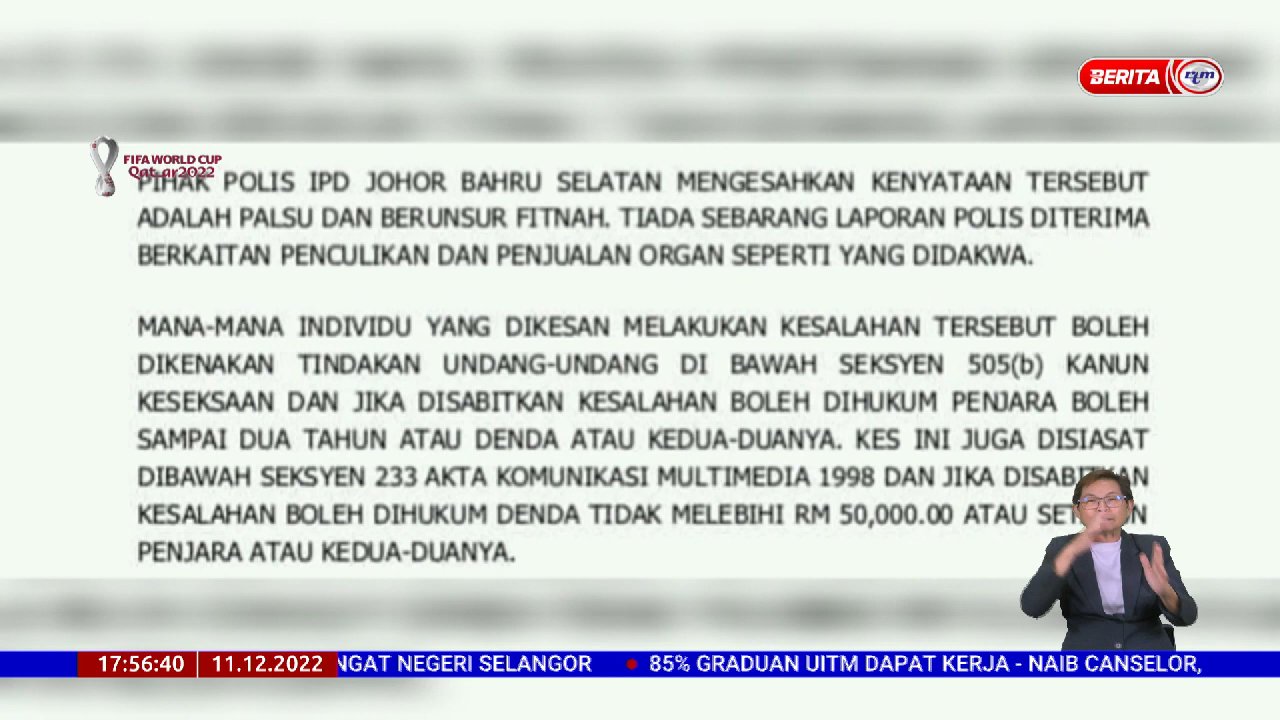 BERITA rtm
FIFA WORLD CUP
Qatar2022
PIHAK POLIS IPD JOHOR BAHRU SELATAN MENGESAHKAN KENYATAAN TERSEBUT
ADALAH PALSU DAN BERUNSUR FITNAH. TIADA SEBARANG LAPORAN POLIS DITERIMA
BERKAITAN PENCULIKAN DAN PENJUALAN ORGAN SEPERTI YANG DIDAKWA.
MANA-MANA INDIVIDU YANG DIKESAN MELAKUKAN KESALAHAN TERSEBUT BOLEH
DIKENAKAN TINDAKAN UNDANG-UNDANG DI BAWAH SEKSYEN 505(b) KANUN
KESEKSAAN DAN JIKA DISABITKAN KESALAHAN BOLEH DIHUKUM PENJARA BOLEH
SAMPAI DUA TAHUN ATAU DENDA ATAU KEDUA-DUANYA. KES INI JUGA DISIASAT
DIBAWAH SEKSYEN 233 AKTA KOMUNIKASI MULTIMEDIA 1998 DAN JIKA
KESALAHAN BOLEH DIHUKUM DENDA TIDAK MELEBIHI RM 50,000.00 ATAU
PENJARA ATAU KEDUA-DUANYA.
17:56:40 11.12.2022 NGAT NEGERI SELANGOR • 85% GRADUAN UITM DAPAT KERJA - NAIB CANSELOR,